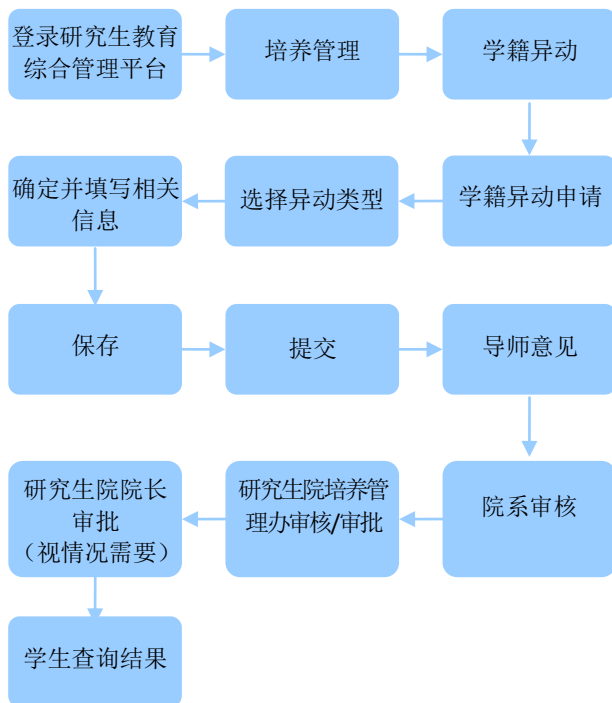 登录研究生教育
综合管理平台
培养管理
学籍异动
学籍异动申请
选择异动类型
确定并填写相关
信息
保存
提交
导师意见
院系审核
研究生院培养管
理办审核/审批
研究生院院长
审批
（视情况需要）
学生查询结果